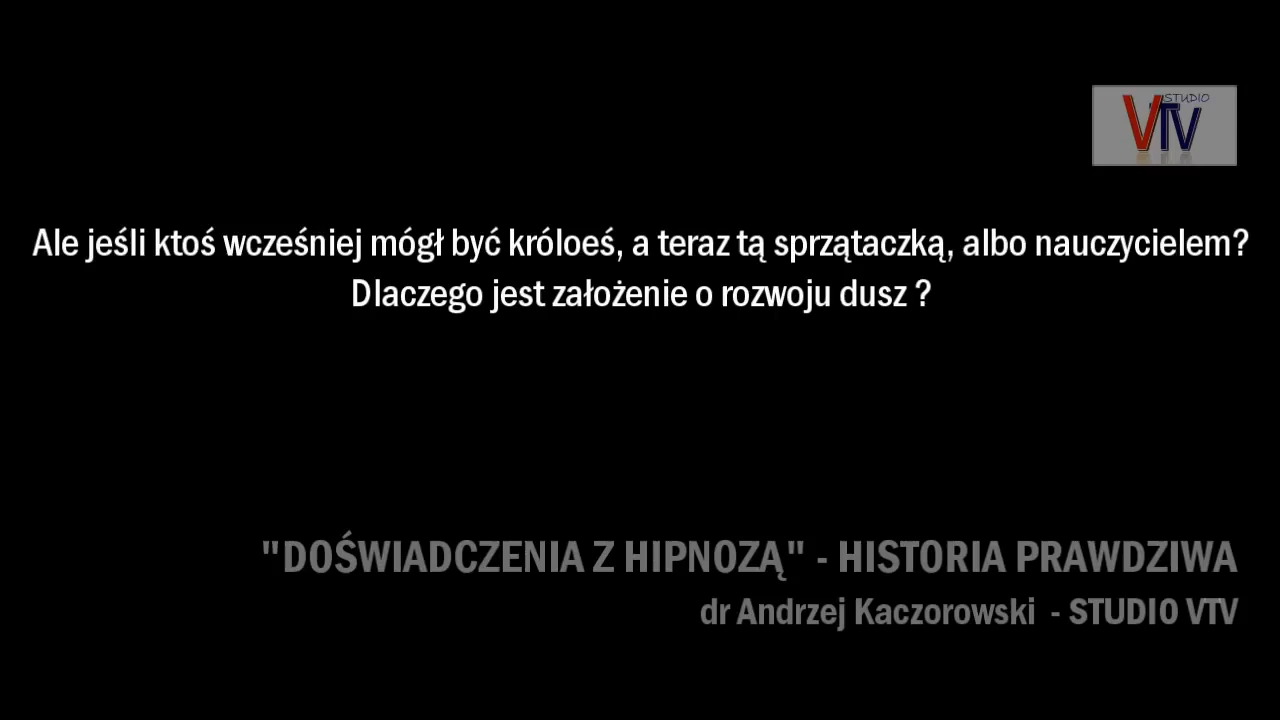 STUDIO
VTV
Ale jeśli ktoś wcześniej mógł być króloeś, a teraz tą sprzątaczką, albo nauczycielem?
Dlaczego jest założenie o rozwoju dusz ?
"DOŚWIADCZENIA Z HIPNOZĄ" - HISTORIA PRAWDZIWA
dr Andrzej Kaczorowski - STUDIO VTV